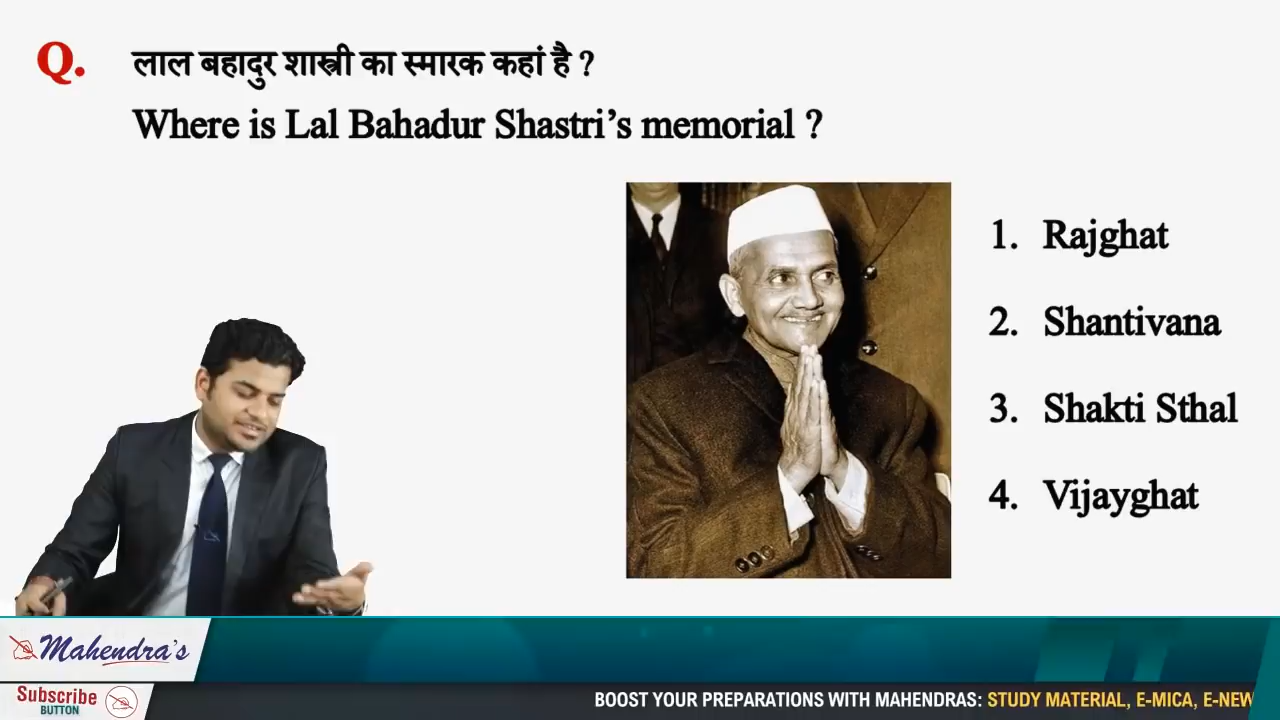 Q. लाल बहादुर शास्त्री का स्मारक कहां है ?
Where is Lal Bahadur Shastri’s memorial ?
1. Rajghat
2. Shantivana
3. Shakti Sthal
4. Vijayghat
Mahendra's
Subscribe
BUTTON
BOOST YOUR PREPARATIONS WITH MAHENDRAS: STUDY MATERIAL, E-MICA, E-NEW